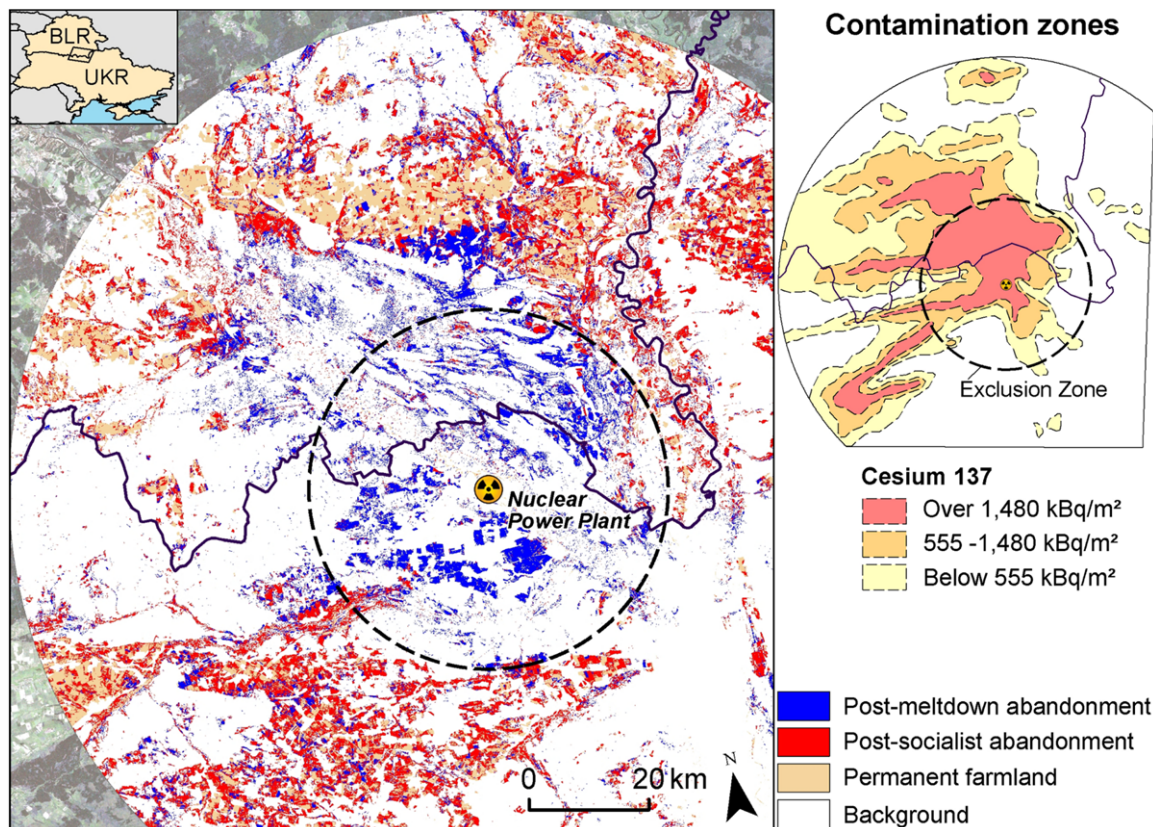 BLR
UKR
Nuclear
Power Plant
0 20 km
N
Contamination zones
Exclusion Zone
Cesium 137
Over 1,480 kBq/m²
555 -1,480 kBq/m²
Below 555 kBq/m²
Post-meltdown abandonment
Post-socialist abandonment
Permanent farmland
Background